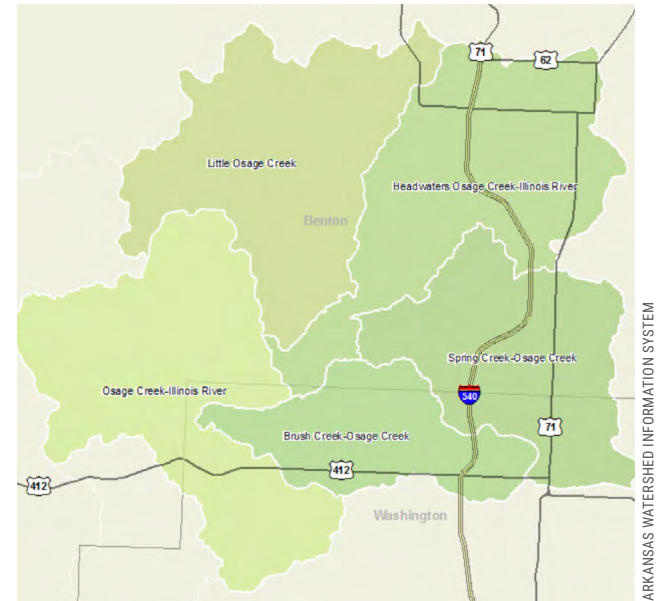 71
62
Little Osage Creek
Headwaters Osage Creek-Illinois River
Benton
Spring Creek-Osage Creek
Osage Creek-Illinois River
540
71
Brush Creek-Osage Creek
412
412
Washington
ARKANSAS WATERSHED INFORMATION SYSTEM